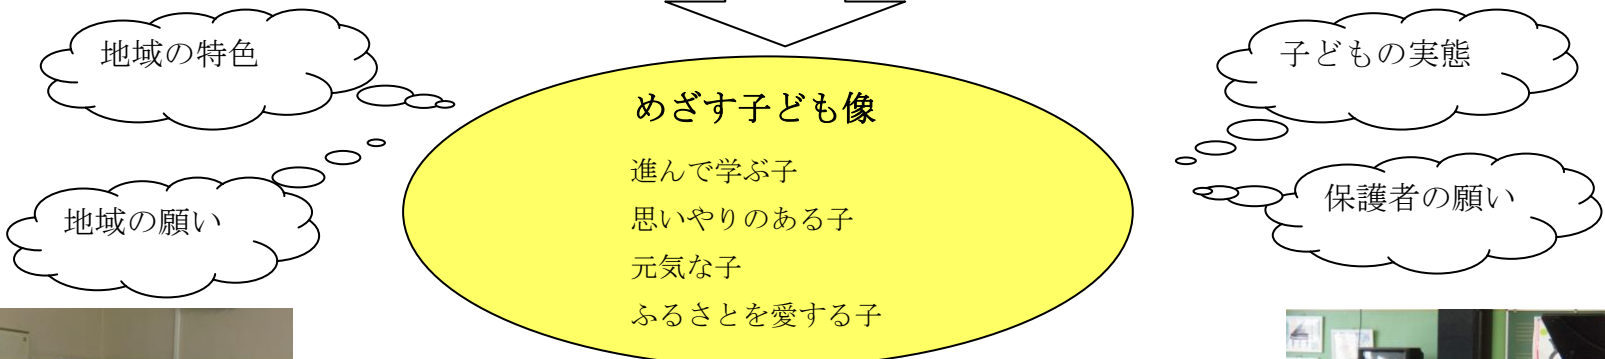 地域の特色
子どもの実態
めざす子ども像
進んで学ぶ子
思いやりのある子
元気な子
ふるさとを愛する子
地域の願い
保護者の願い